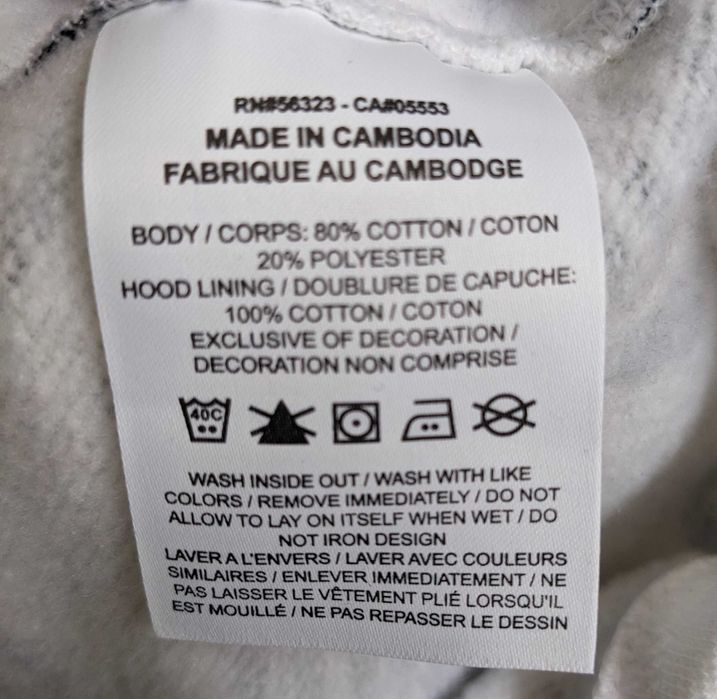 RN#56323 - CA#05553
MADE IN CAMBODIA
FABRIQUE AU CAMBODGE
BODY / CORPS: 80% COTTON / COTON
20% POLYESTER
HOOD LINING / DOUBLURE DE CAPUCHE:
100% COTTON / COTON
EXCLUSIVE OF DECORATION /
DECORATION NON COMPRISE
40C
WASH INSIDE OUT / WASH WITH LIKE
COLORS / REMOVE IMMEDIATELY / DO NOT
ALLOW TO LAY ON ITSELF WHEN WET / DO
NOT IRON DESIGN
LAVER A L'ENVERS / LAVER AVEC COULEURS
SIMILAIRES / ENLEVER IMMEDIATEMENT / NE
PAS LAISSER LE VÊTEMENT PLIÉ LORSQU'IL
EST MOUILLÉ / NE PAS REPASSER LE DESSIN